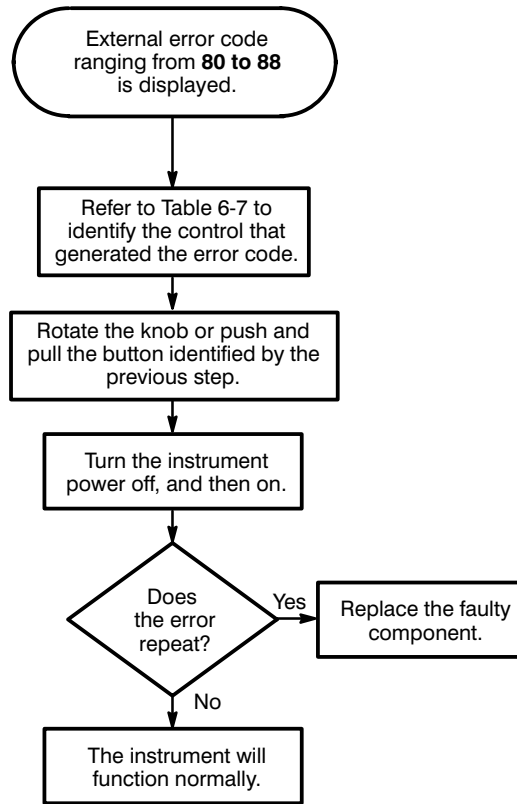 External error code
ranging from 80 to 88
is displayed.
Refer to Table 6-7 to
identify the control that
generated the error code.
Rotate the knob or push and
pull the button identified by the
previous step.
Turn the instrument
power off, and then on.
Does
the error
repeat?
Yes
Replace the faulty
component.
No
The instrument will
function normally.